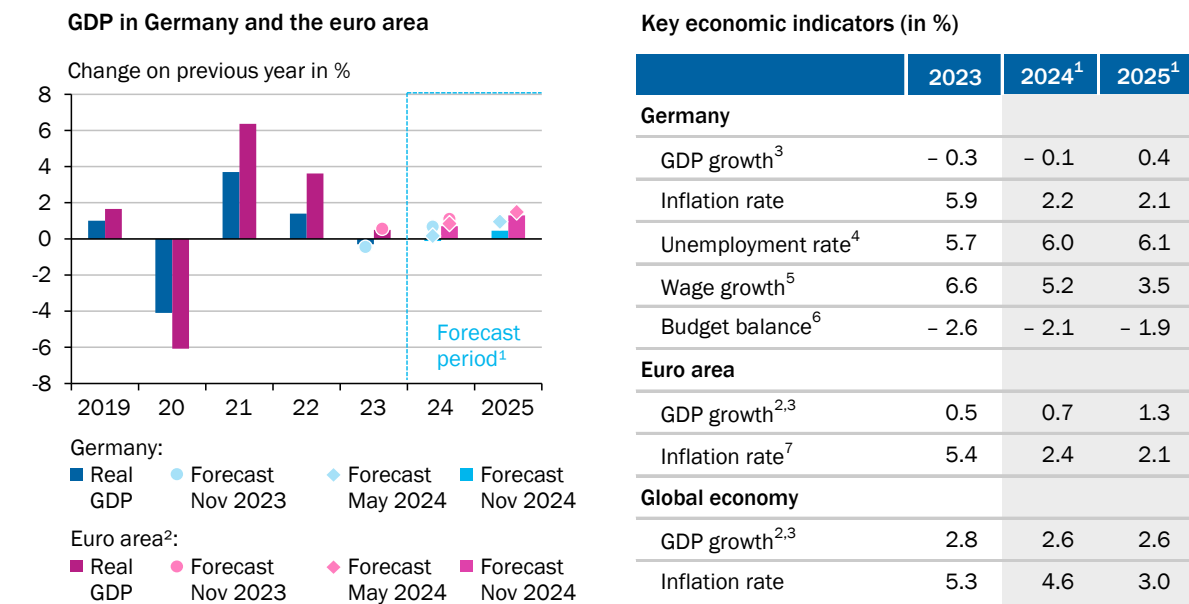 GDP in Germany and the euro area
Change on previous year in %
8
6
4
2
0
-2
-4
-6
-8
Forecast
period¹
2019 20 21 22 23 24 2025
Germany:
Real GDP
Forecast Nov 2023
Forecast May 2024
Forecast Nov 2024
Euro area²:
Real GDP
Forecast Nov 2023
Forecast May 2024
Forecast Nov 2024
Key economic indicators (in %)
2023 2024¹ 2025¹
Germany
GDP growth³ – 0.3 – 0.1 0.4
Inflation rate 5.9 2.2 2.1
Unemployment rate⁴ 5.7 6.0 6.1
Wage growth⁵ 6.6 5.2 3.5
Budget balance⁶ – 2.6 – 2.1 – 1.9
Euro area
GDP growth²,³ 0.5 0.7 1.3
Inflation rate⁷ 5.4 2.4 2.1
Global economy
GDP growth²,³ 2.8 2.6 2.6
Inflation rate 5.3 4.6 3.0